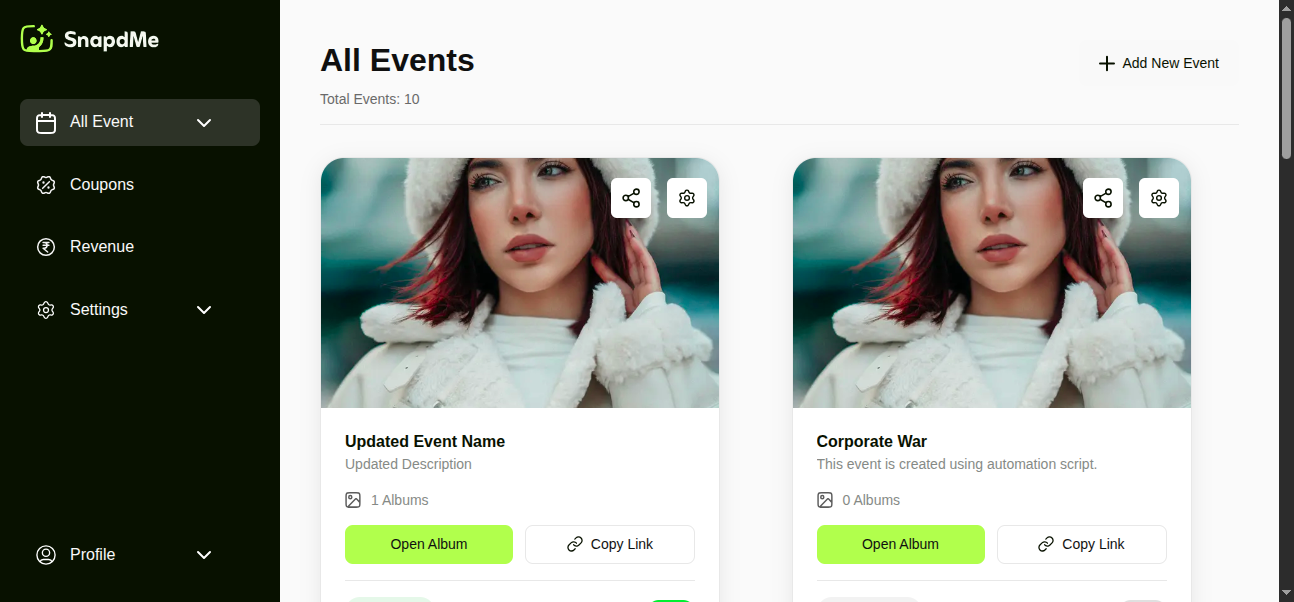 SnapdMe
All Event
Coupons
Revenue
Settings
Profile
All Events
Total Events: 10
Add New Event
Updated Event Name
Updated Description
1 Albums
Open Album
Copy Link
Corporate War
This event is created using automation script.
0 Albums
Open Album
Copy Link